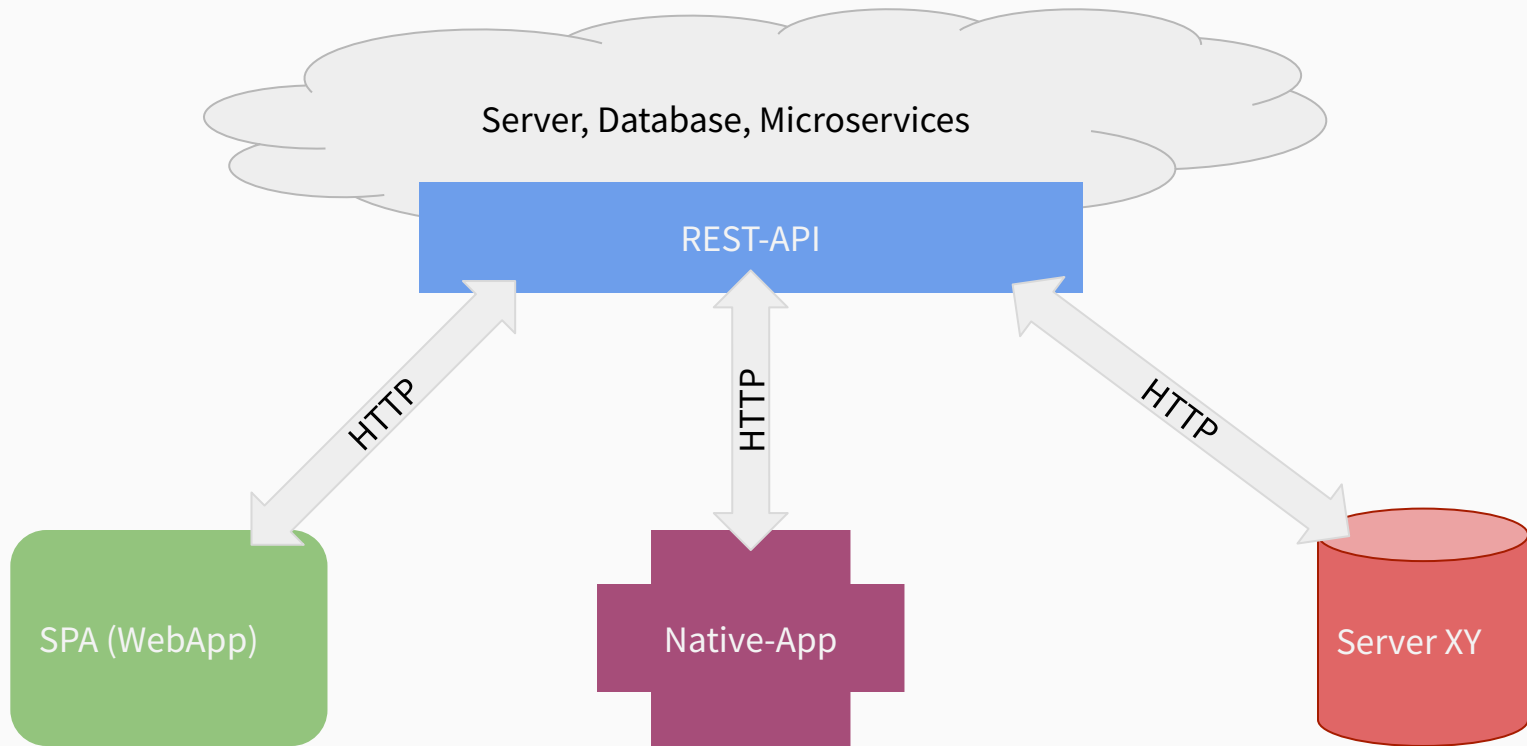 Server, Database, Microservices
REST-API
HTTP
HTTP
HTTP
SPA (WebApp)
Native-App
Server XY